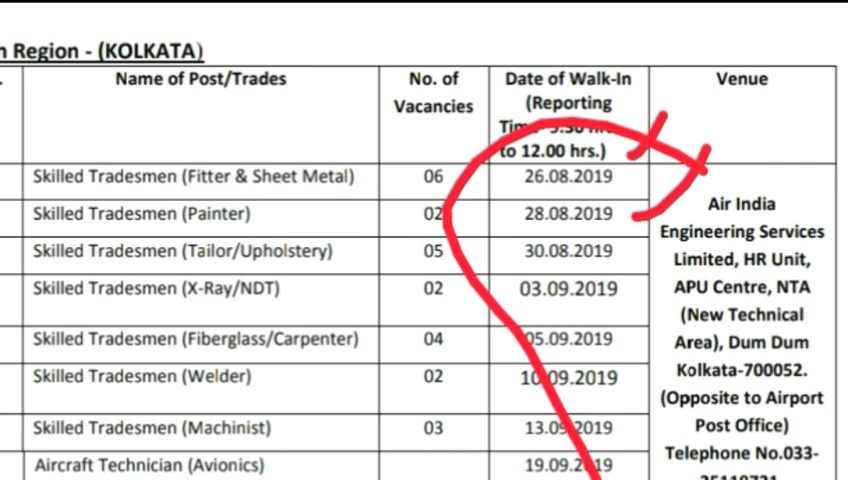 n Region - (KOLKATA)
. Name of Post/Trades No. of Vacancies Date of Walk-In (Reporting to 12.00 hrs.) Venue
Skilled Tradesmen (Fitter & Sheet Metal) 06 26.08.2019
Skilled Tradesmen (Painter) 02 28.08.2019
Skilled Tradesmen (Tailor/Upholstery) 05 30.08.2019
Skilled Tradesmen (X-Ray/NDT) 02 03.09.2019
Skilled Tradesmen (Fiberglass/Carpenter) 04 05.09.2019
Skilled Tradesmen (Welder) 02 10.09.2019
Skilled Tradesmen (Machinist) 03 13.09.2019
Aircraft Technician (Avionics) 19.09.2019
Air India
Engineering Services
Limited, HR Unit,
APU Centre, NTA
(New Technical
Area), Dum Dum
Kolkata-700052.
(Opposite to Airport
Post Office)
Telephone No.033-